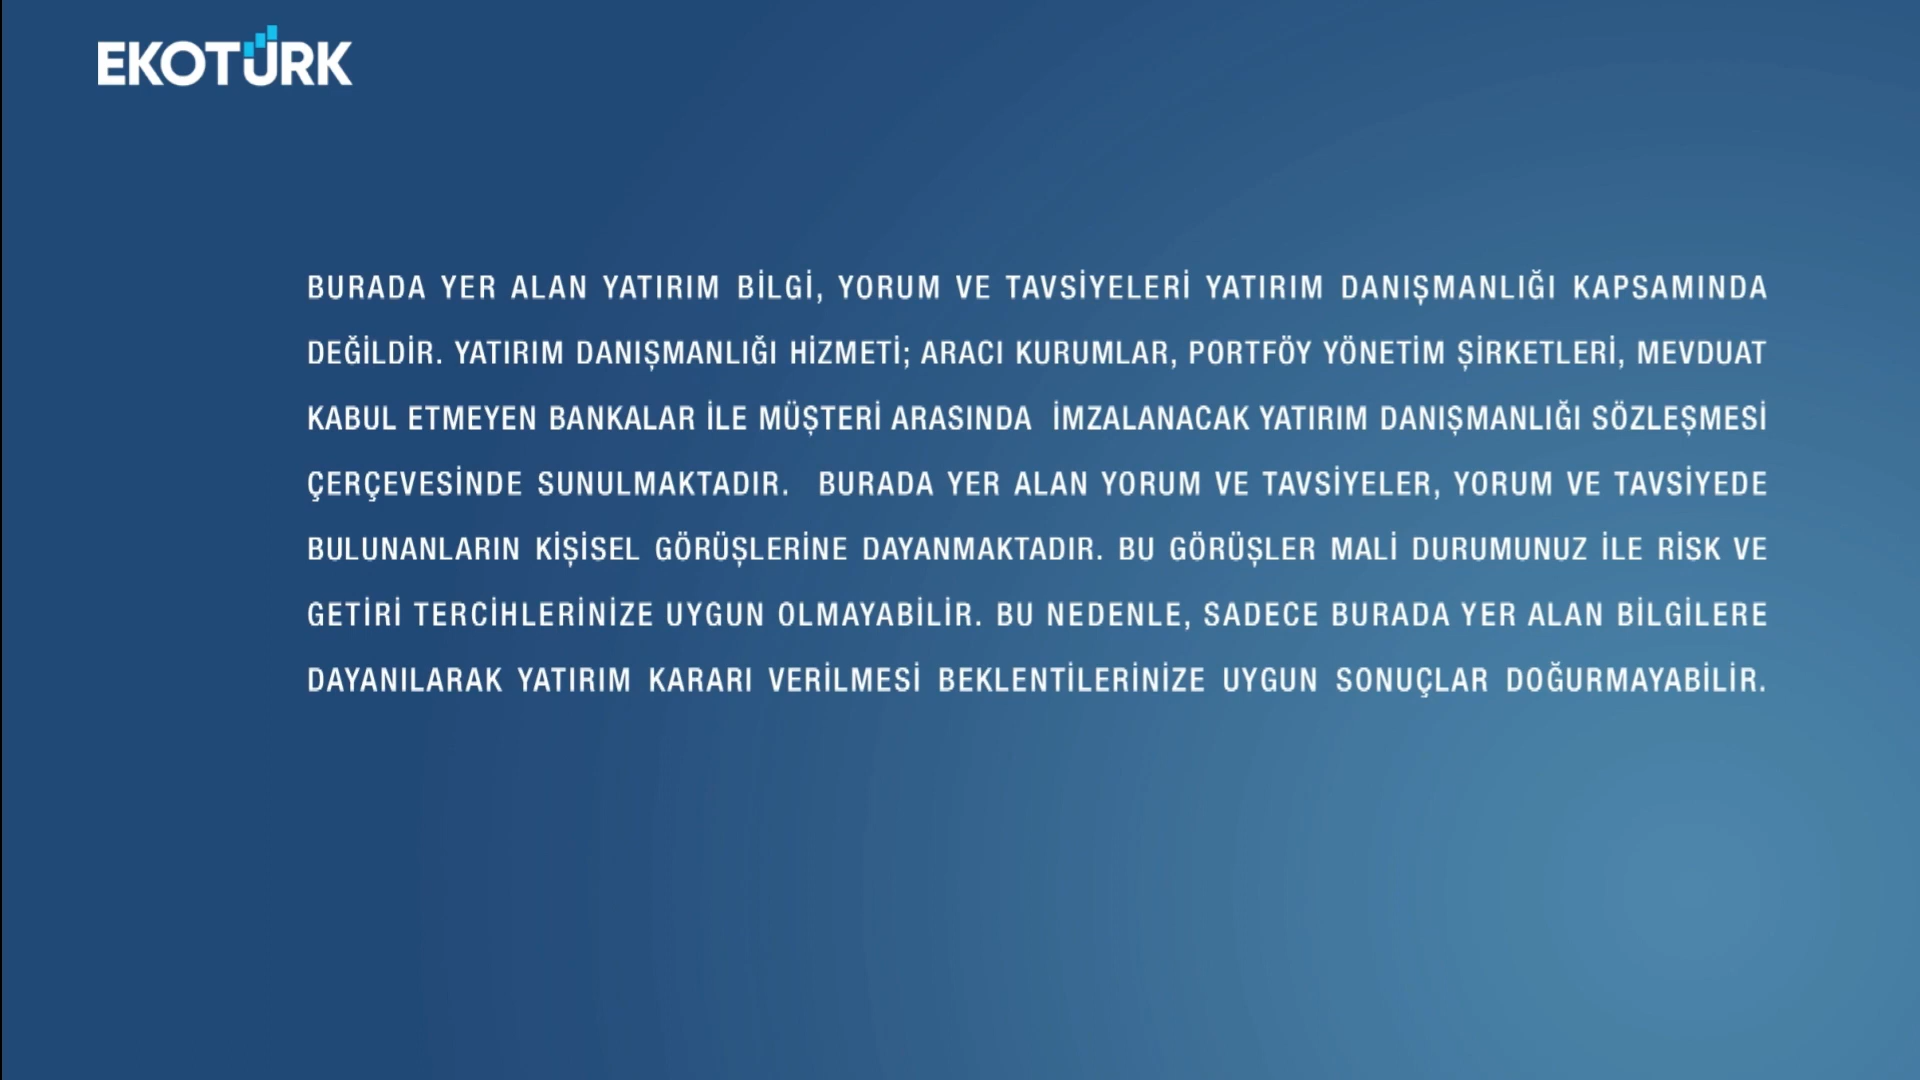 EKOTÜRK
BURADA YER ALAN YATIRIM BİLGİ, YORUM VE TAVSİYELERİ YATIRIM DANIŞMANLIĞI KAPSAMINDA
DEĞİLDİR. YATIRIM DANIŞMANLIĞI HİZMETİ; ARACI KURUMLAR, PORTFÖY YÖNETİM ŞİRKETLERİ, MEVDUAT
KABUL ETMEYEN BANKALAR İLE MÜŞTERİ ARASINDA İMZALANACAK YATIRIM DANIŞMANLIĞI SÖZLEŞMESİ
ÇERÇEVESİNDE SUNULMAKTADIR. BURADA YER ALAN YORUM VE TAVSİYELER, YORUM VE TAVSİYEDE
BULUNANLARIN KİŞİSEL GÖRÜŞLERİNE DAYANMAKTADIR. BU GÖRÜŞLER MALİ DURUMUNUZ İLE RİSK VE
GETİRİ TERCİHLERİNİZE UYGUN OLMAYABİLİR. BU NEDENLE, SADECE BURADA YER ALAN BİLGİLERE
DAYANILARAK YATIRIM KARARI VERİLMESİ BEKLENTİLERİNİZE UYGUN SONUÇLAR DOĞURMAYABİLİR.